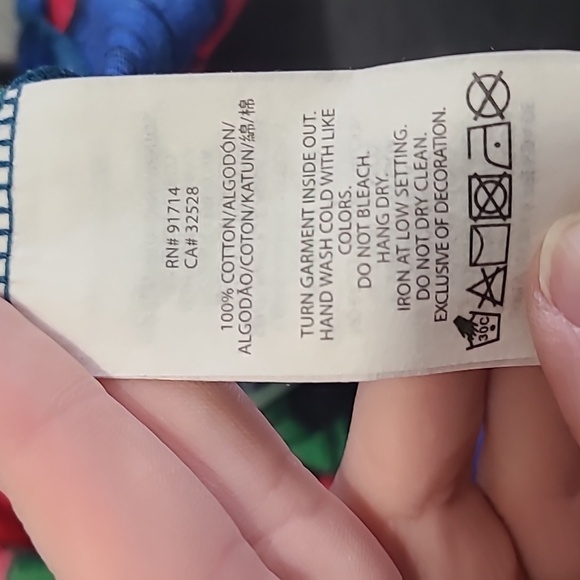 RN# 91714
CA# 32528
100% COTTON/ALGODÓN/
ALGODÃO/COTON/KATUN/綿/棉
TURN GARMENT INSIDE OUT.
HAND WASH COLD WITH LIKE
COLORS.
DO NOT BLEACH.
HANG DRY.
IRON AT LOW SETTING.
DO NOT DRY CLEAN.
EXCLUSIVE OF DECORATION.
30C